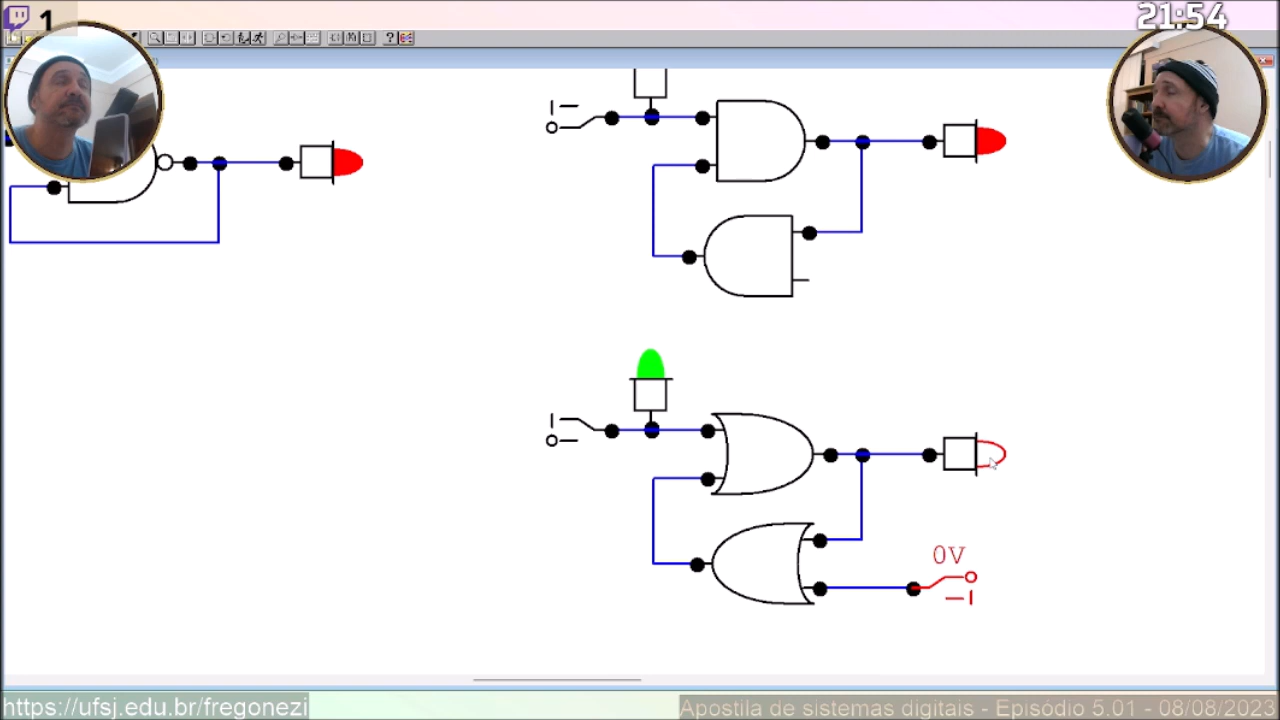 1
21:54
0V
https://ufsj.edu.br/fregonezi
Apostila de sistemas digitais - Episódio 5.01 - 08/08/2023